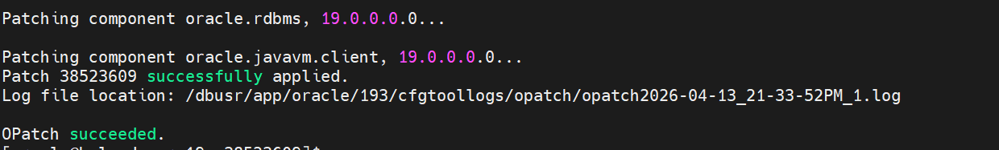 Patching component oracle.rdbms, 19.0.0.0.0...
Patching component oracle.javavm.client, 19.0.0.0.0...
Patch 38523609 successfully applied.
Log file location: /dbusr/app/oracle/193/cfgtoollogs/opatch/opatch2026-04-13_21-33-52PM_1.log
OPatch succeeded.